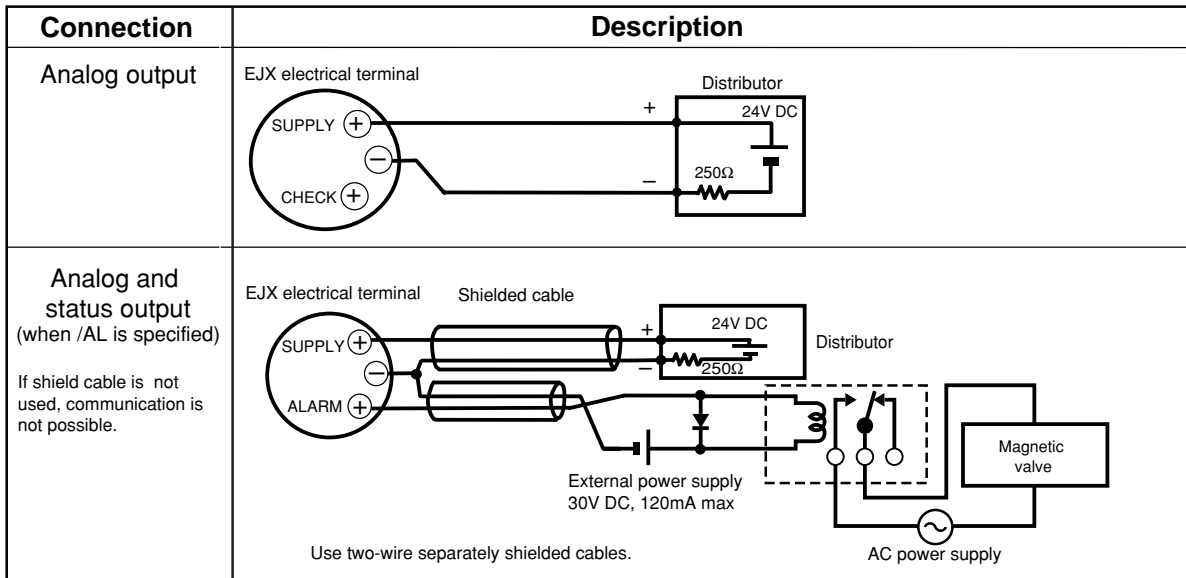 Connection
Description
Analog output
EJX electrical terminal
Distributor
SUPPLY +
+
24V DC
−
250Ω
−
CHECK +
Analog and
status output
(when /AL is specified)
If shield cable is not
used, communication is
not possible.
EJX electrical terminal
Shielded cable
SUPPLY +
+
24V DC
Distributor
−
−
250Ω
ALARM +
Magnetic
valve
External power supply
30V DC, 120mA max
Use two-wire separately shielded cables.
AC power supply